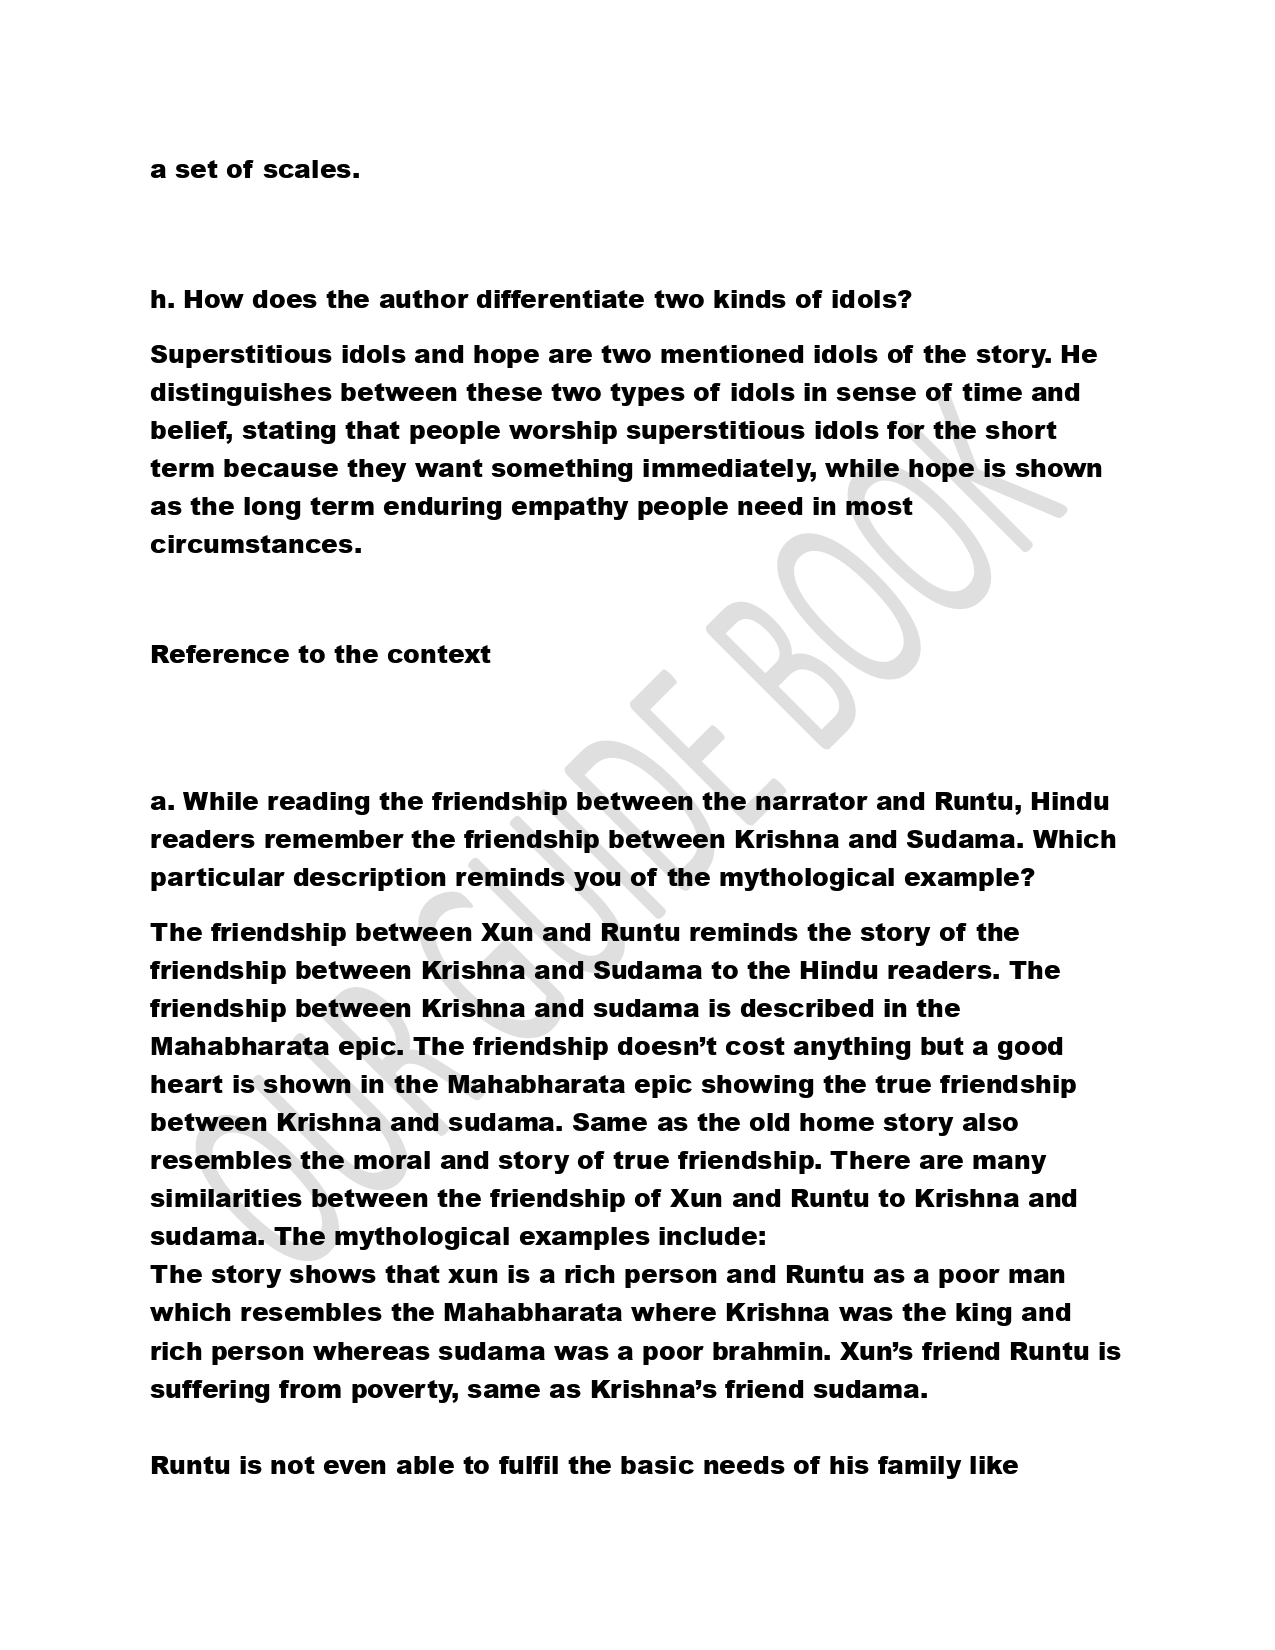 a set of scales.
h. How does the author differentiate two kinds of idols?
Superstitious idols and hope are two mentioned idols of the story. He
distinguishes between these two types of idols in sense of time and
belief, stating that people worship superstitious idols for the short
term because they want something immediately, while hope is shown
as the long term enduring empathy people need in most
circumstances.
Reference to the context
a. While reading the friendship between the narrator and Runtu, Hindu
readers remember the friendship between Krishna and Sudama. Which
particular description reminds you of the mythological example?
The friendship between Xun and Runtu reminds the story of the
friendship between Krishna and Sudama to the Hindu readers. The
friendship between Krishna and sudama is described in the
Mahabharata epic. The friendship doesn’t cost anything but a good
heart is shown in the Mahabharata epic showing the true friendship
between Krishna and sudama. Same as the old home story also
resembles the moral and story of true friendship. There are many
similarities between the friendship of Xun and Runtu to Krishna and
sudama. The mythological examples include:
The story shows that xun is a rich person and Runtu as a poor man
which resembles the Mahabharata where Krishna was the king and
rich person whereas sudama was a poor brahmin. Xun’s friend Runtu is
suffering from poverty, same as Krishna’s friend sudama.
Runtu is not even able to fulfil the basic needs of his family like
OUR GUIDE BOOK